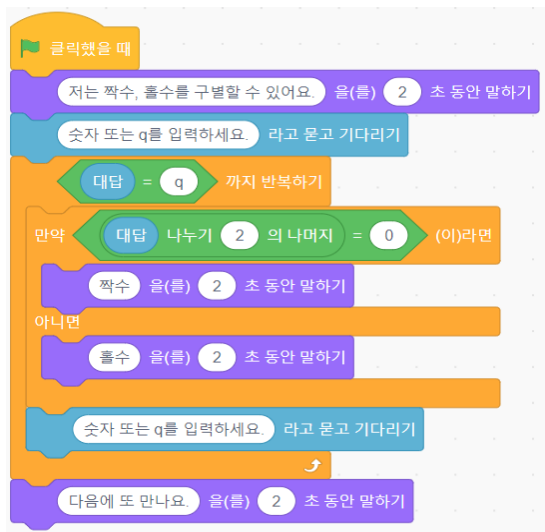 클릭했을 때
저는 짝수, 홀수를 구별할 수 있어요. 을(를) 2 초 동안 말하기
숫자 또는 q를 입력하세요. 라고 묻고 기다리기
대답 = q 까지 반복하기
만약 대답 나누기 2 의 나머지 = 0 (이)라면
짝수 을(를) 2 초 동안 말하기
아니면
홀수 을(를) 2 초 동안 말하기
숫자 또는 q를 입력하세요. 라고 묻고 기다리기
다음에 또 만나요. 을(를) 2 초 동안 말하기